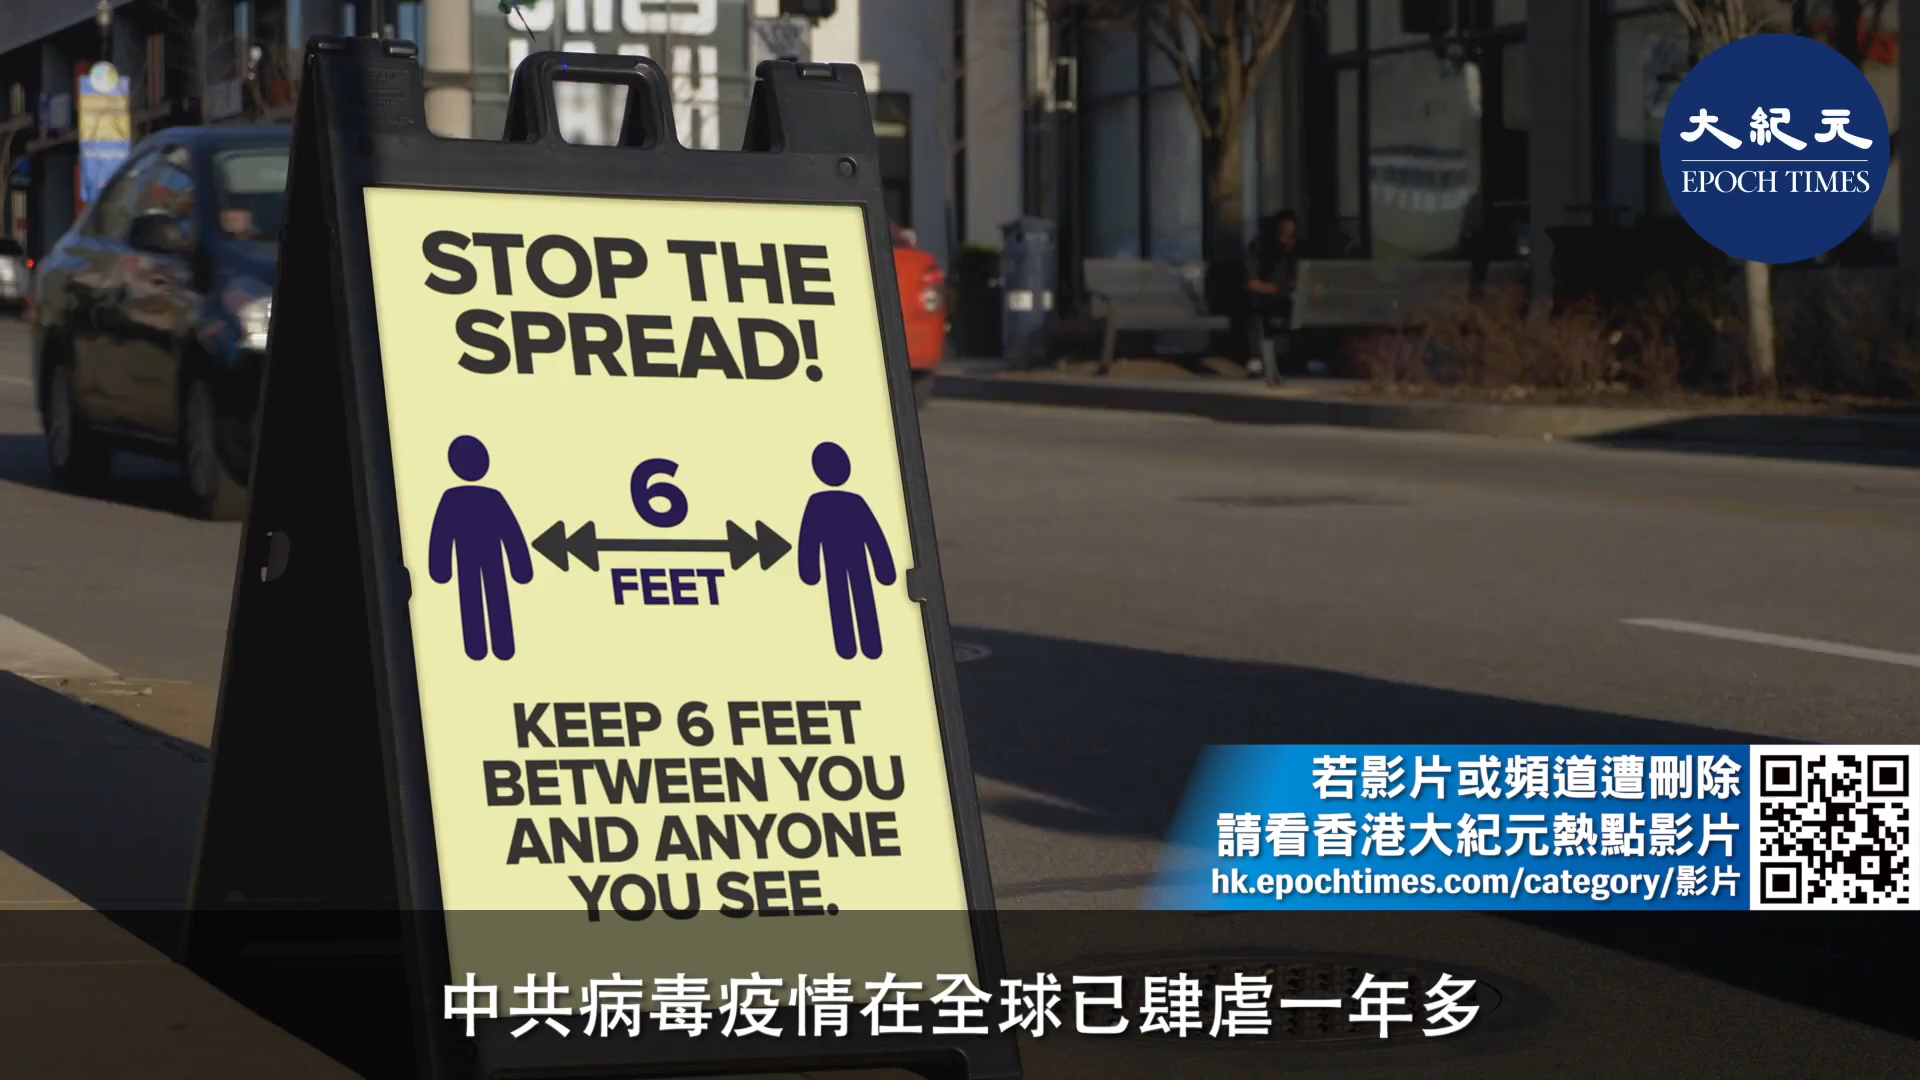 大紀元
EPOCH TIMES
STOP THE
SPREAD!
6
FEET
KEEP 6 FEET
BETWEEN YOU
AND ANYONE
YOU SEE.
若影片或頻道遭刪除
請看香港大紀元熱點影片
hk.epochtimes.com/category/影片
中共病毒疫情在全球已肆虐一年多